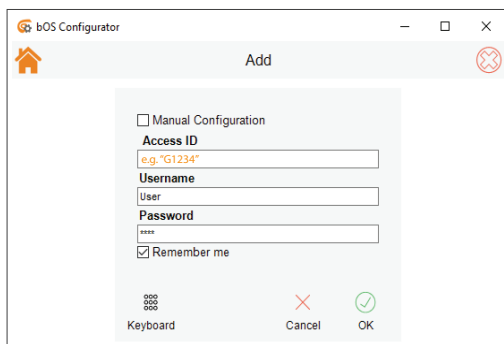 bOS Configurator
Add
Manual Configuration
Access ID
e.g. “G1234”
Username
User
Password
****
Remember me
Keyboard
Cancel
OK